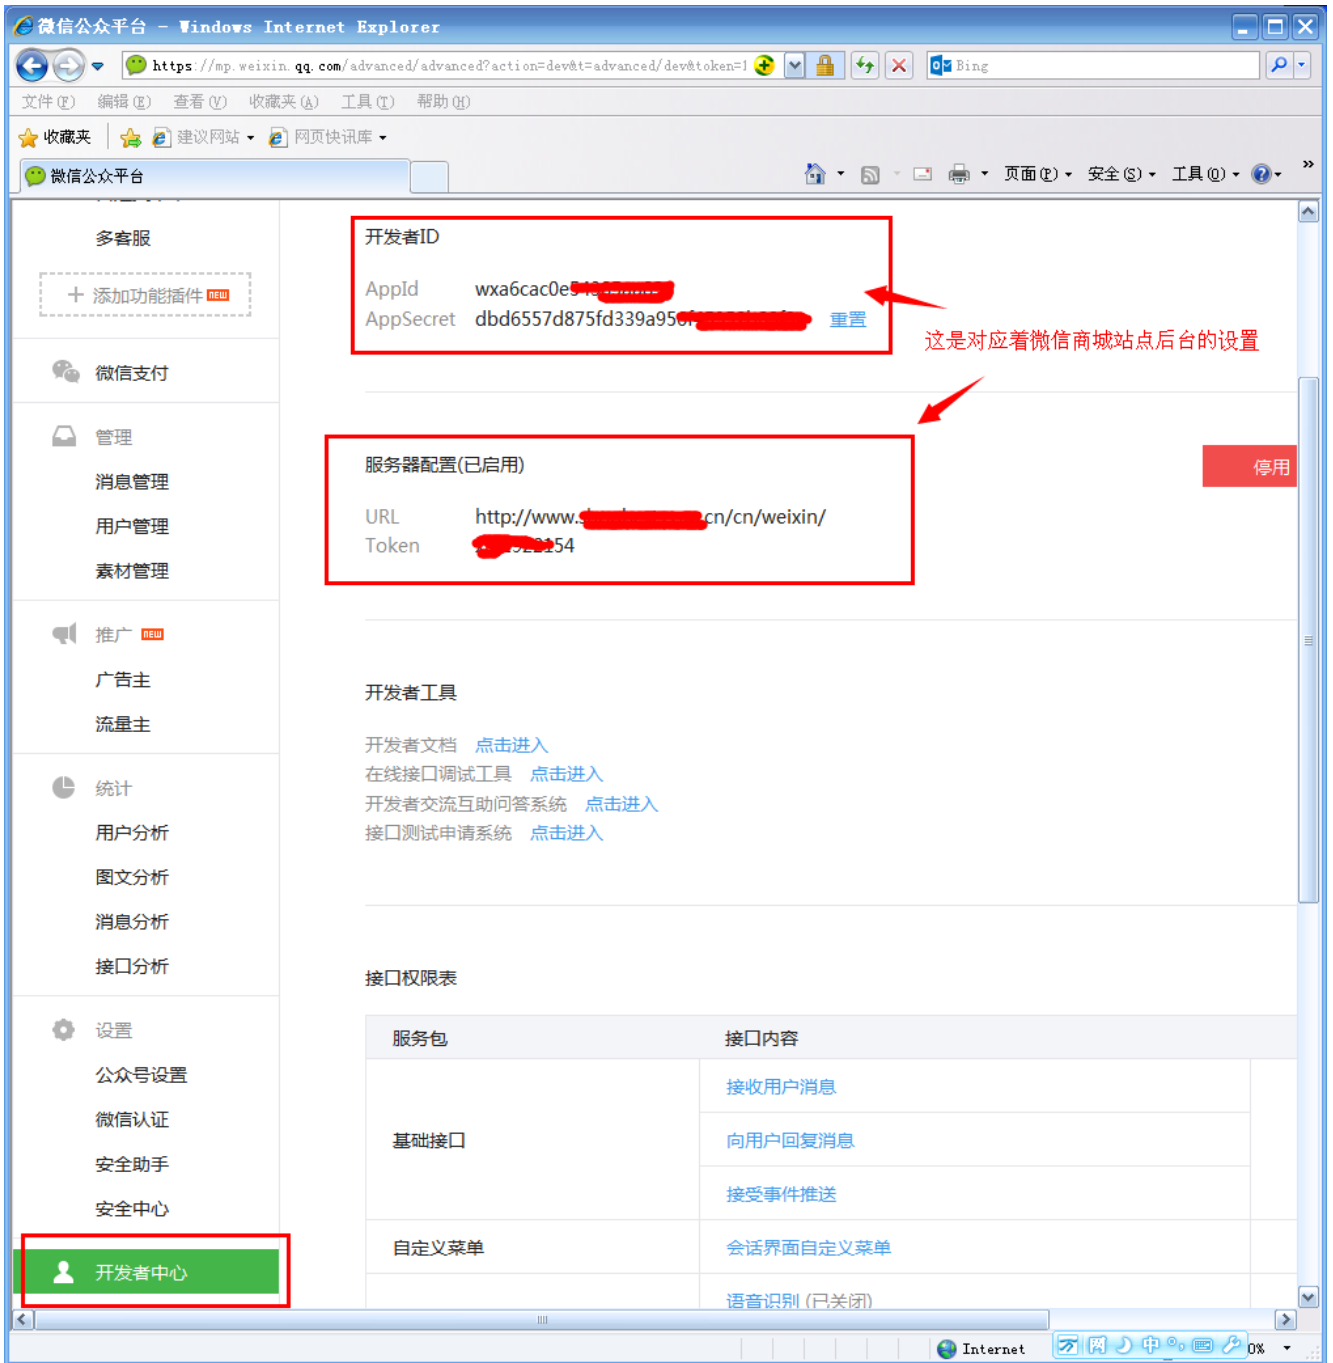 微信公众平台 - Windows Internet Explorer
https://mp.weixin.qq.com/advanced/advanced?action=dev&t=advanced/dev&token=1
Bing
文件(F) 编辑(E) 查看(V) 收藏夹(A) 工具(T) 帮助(H)
收藏夹 建议网站 网页快讯库
微信公众平台
页面(P) 安全(S) 工具(O)
多客服
+ 添加功能插件 NEW
微信支付
管理
消息管理
用户管理
素材管理
推广 NEW
广告主
流量主
统计
用户分析
图文分析
消息分析
接口分析
设置
公众号设置
微信认证
安全助手
安全中心
开发者中心
开发者ID
AppId wxa6cac0e5
AppSecret dbd6557d875fd339a95 重置
这是对应着微信商城站点后台的设置
服务器配置(已启用)
停用
URL http://www. cn/cn/weixin/
Token 54
开发者工具
开发者文档 点击进入
在线接口调试工具 点击进入
开发者交流互助问答系统 点击进入
接口测试申请系统 点击进入
接口权限表
服务包 接口内容
基础接口
接收用户消息
向用户回复消息
接受事件推送
自定义菜单 会话界面自定义菜单
语音识别 (已关闭)
Internet
0%